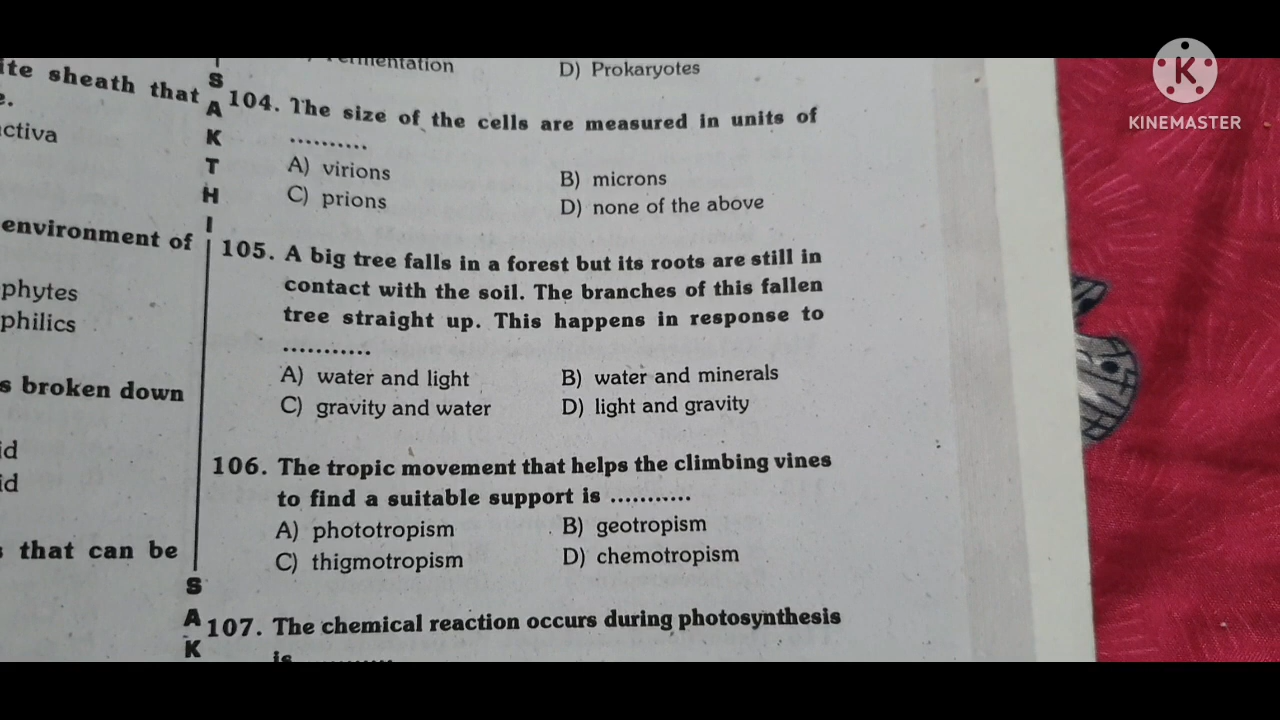 ite sheath that
e.
ctiva
environment of
phytes
philics
s broken down
id
id
that can be
S
A
K
T
H
I
S
A
K
D) Prokaryotes
104. The size of the cells are measured in units of
..........
A) virions B) microns
C) prions D) none of the above
105. A big tree falls in a forest but its roots are still in
contact with the soil. The branches of this fallen
tree straight up. This happens in response to
............
A) water and light B) water and minerals
C) gravity and water D) light and gravity
106. The tropic movement that helps the climbing vines
to find a suitable support is ...........
A) phototropism B) geotropism
C) thigmotropism D) chemotropism
107. The chemical reaction occurs during photosynthesis
is ..........
K
KINEMASTER